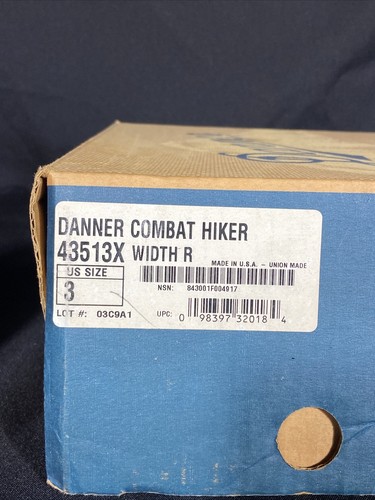 DANNER COMBAT HIKER
43513X WIDTH R
MADE IN U.S.A. - UNION MADE
US SIZE
3
NSN: 843001F004917
LOT #: 03C9A1
UPC: 0 98397 32018 4